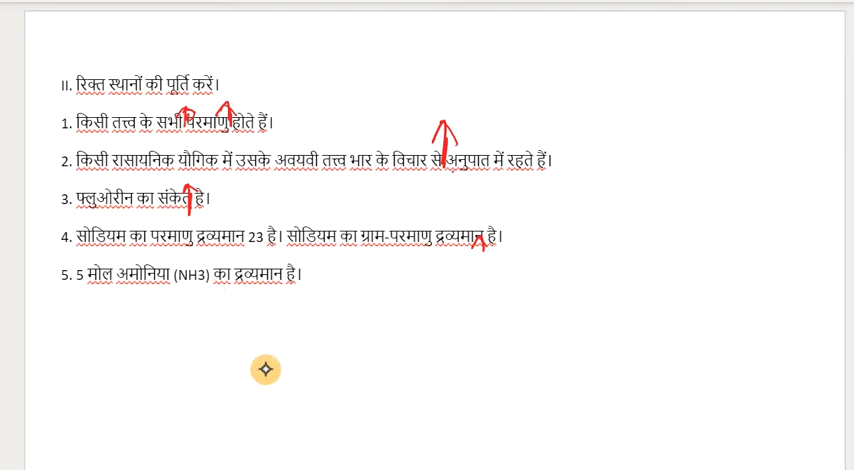 II. रिक्त स्थानों की पूर्ति करें।
1. किसी तत्त्व के सभी परमाणु होते हैं।
2. किसी रासायनिक यौगिक में उसके अवयवी तत्त्व भार के विचार से अनुपात में रहते हैं।
3. फ्लुओरीन का संकेत है।
4. सोडियम का परमाणु द्रव्यमान 23 है। सोडियम का ग्राम-परमाणु द्रव्यमान है।
5. 5 मोल अमोनिया (NH3) का द्रव्यमान है।